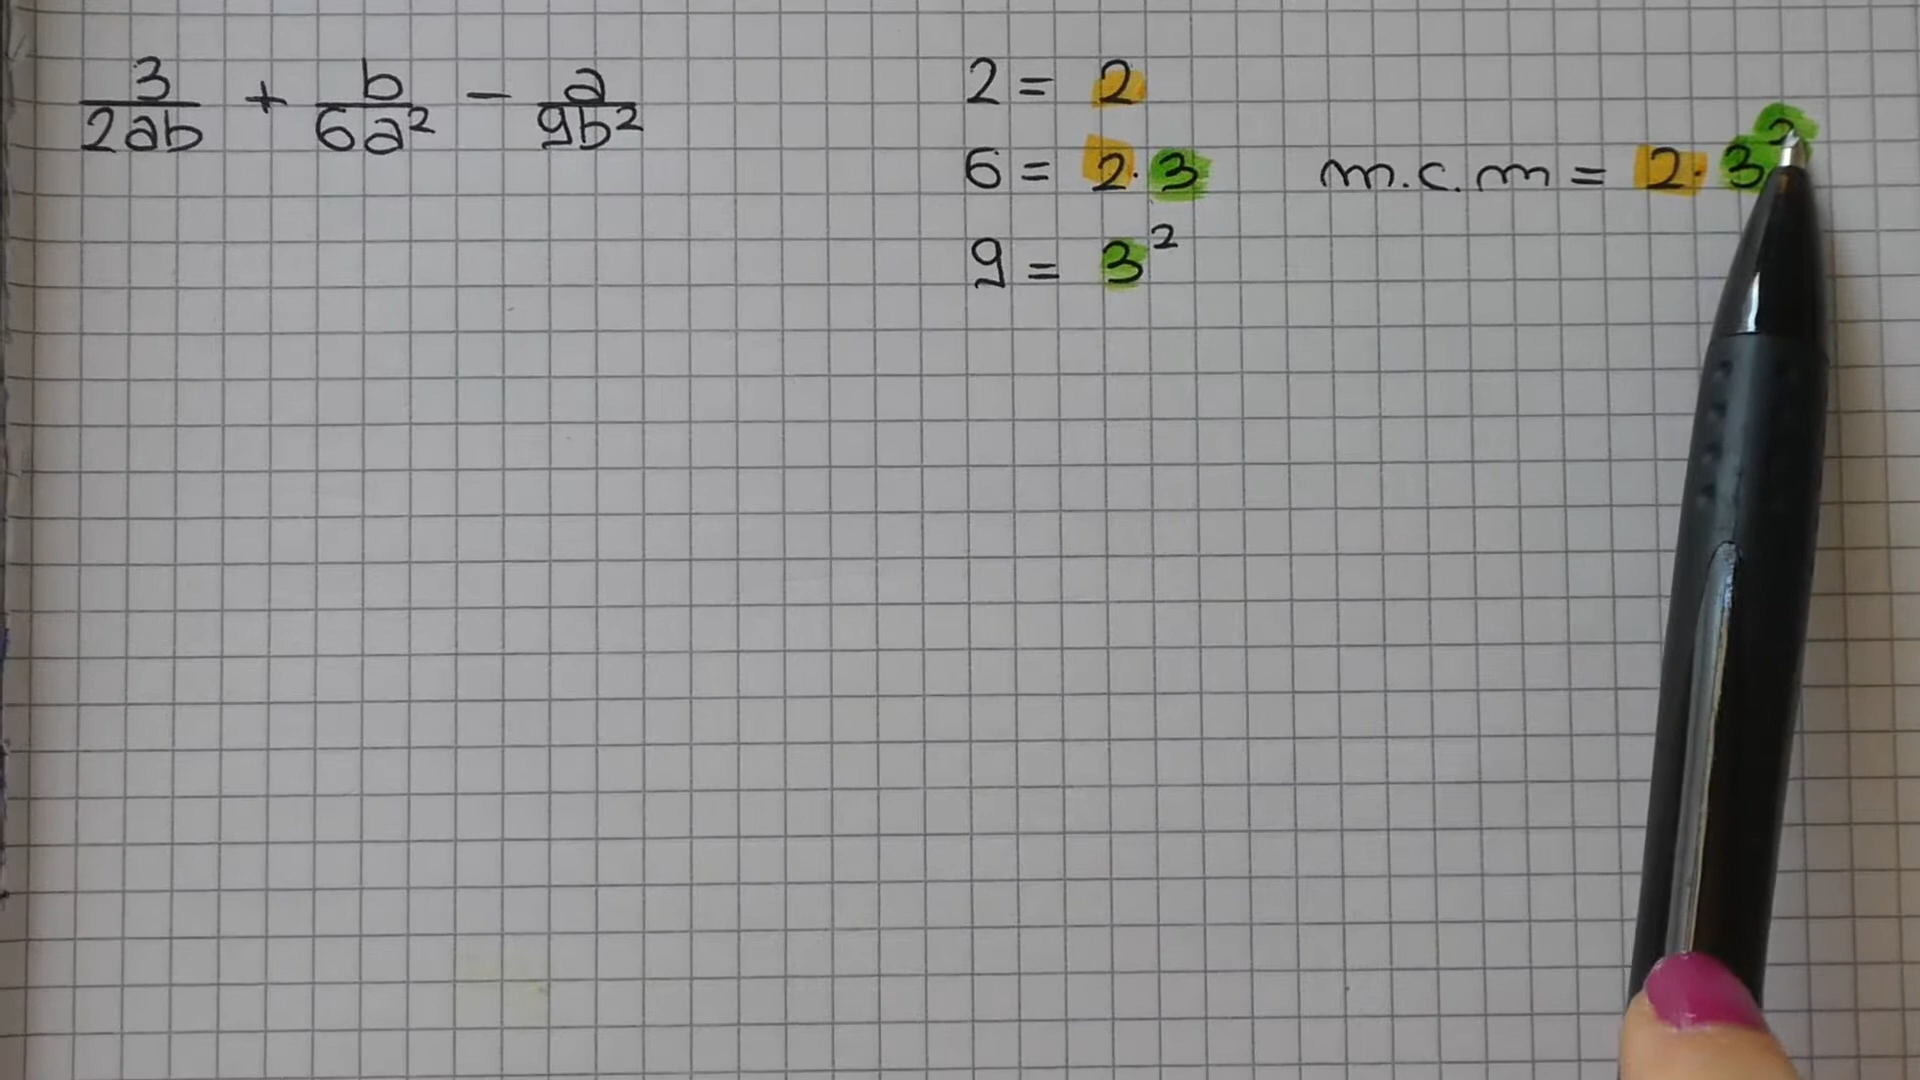 3/2ab + b/6a² − a/9b²
2 = 2
6 = 2·3
9 = 3²
m.c.m = 2·3²